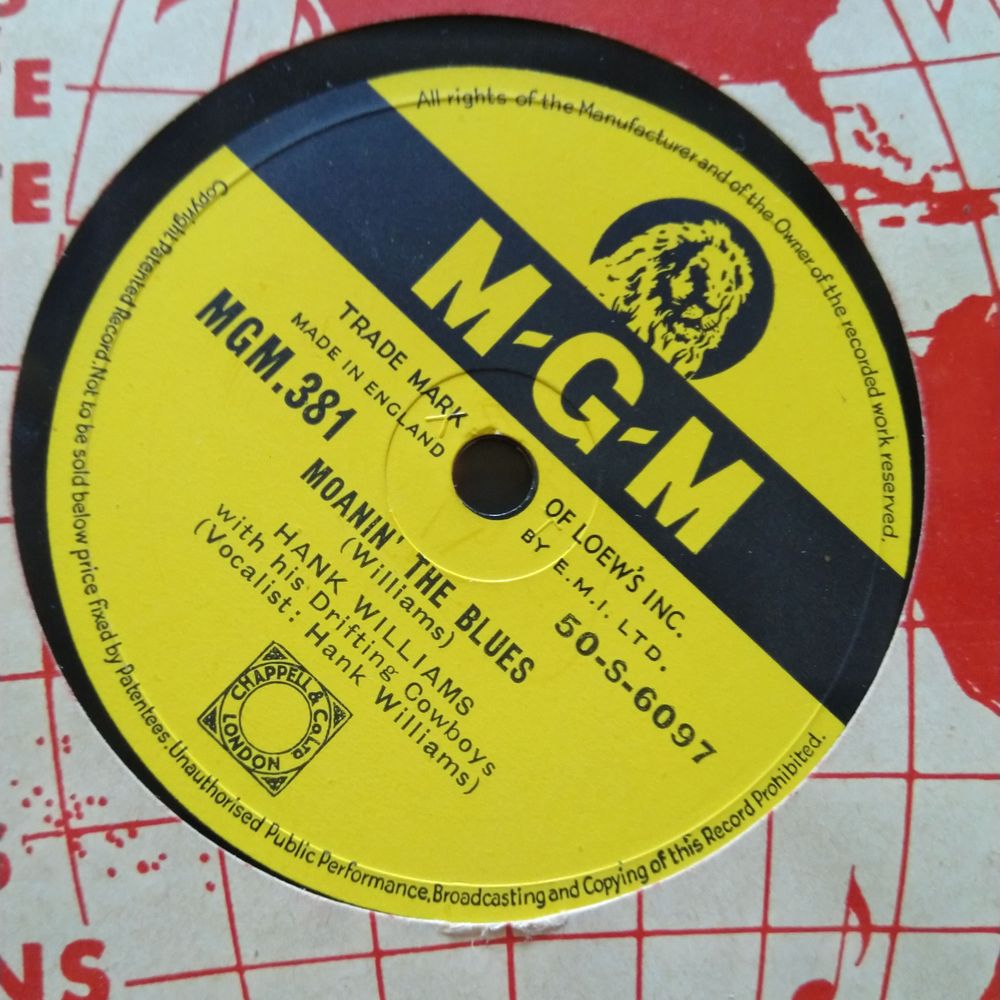 All rights of the Manufacturer and of the Owner of the recorded work reserved.
M-G-M
TRADE MARK OF LOEW'S INC.
MADE IN ENGLAND BY E.M.I. LTD.
MGM.381
50-S-6097
MOANIN' THE BLUES
(Williams)
HANK WILLIAMS
with his Drifting Cowboys
(Vocalist: Hank Williams)
CHAPPELL & Co LTD
LONDON
Copyright Patented Record. Not to be sold below price fixed by Patentees. Unauthorised Public Performance, Broadcasting and Copying of this Record Prohibited.